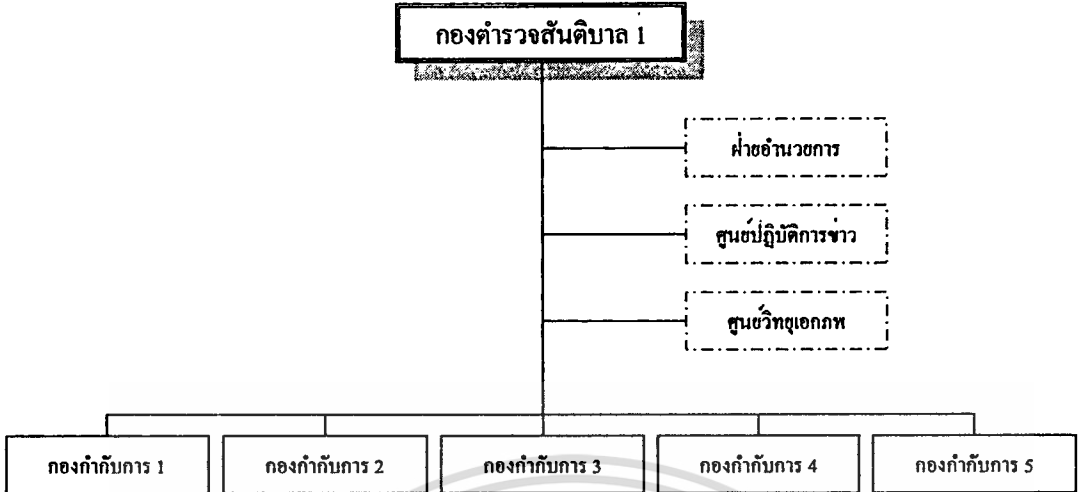 กองตำรวจสันติบาล 1
ฝ่ายอำนวยการ
ศูนย์ปฏิบัติการข่าว
ศูนย์วิทยุเอกภพ
กองกำกับการ 1
กองกำกับการ 2
กองกำกับการ 3
กองกำกับการ 4
กองกำกับการ 5